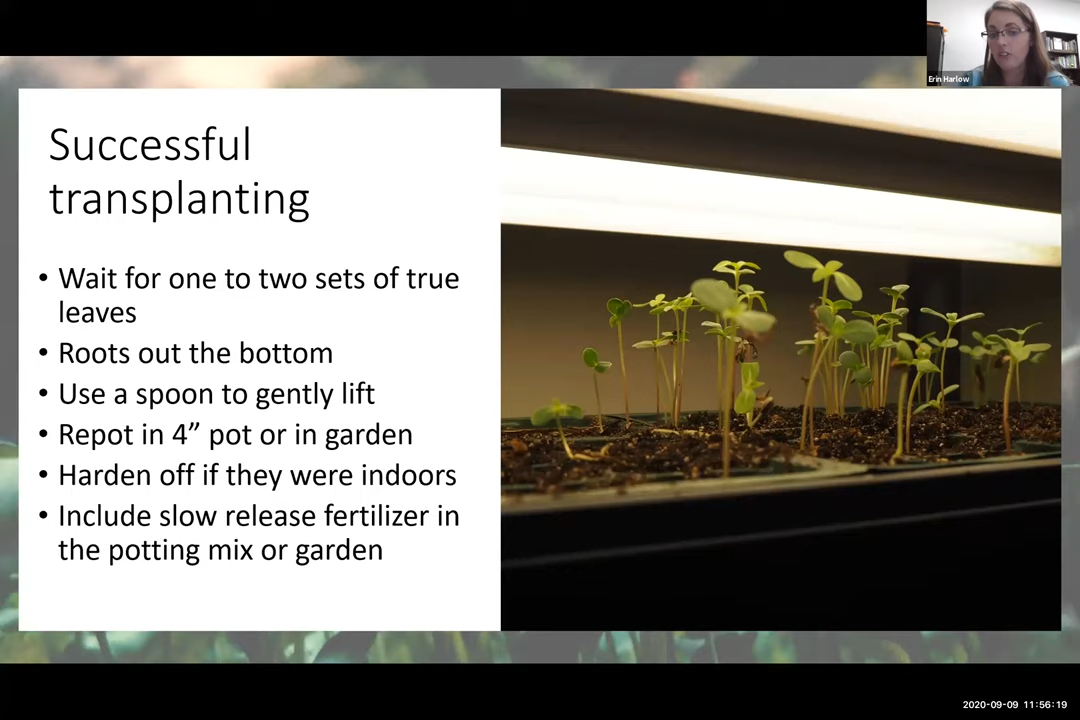 Erin Harlow
Successful
transplanting
• Wait for one to two sets of true
leaves
• Roots out the bottom
• Use a spoon to gently lift
• Repot in 4” pot or in garden
• Harden off if they were indoors
• Include slow release fertilizer in
the potting mix or garden
2020-09-09 11:56:19